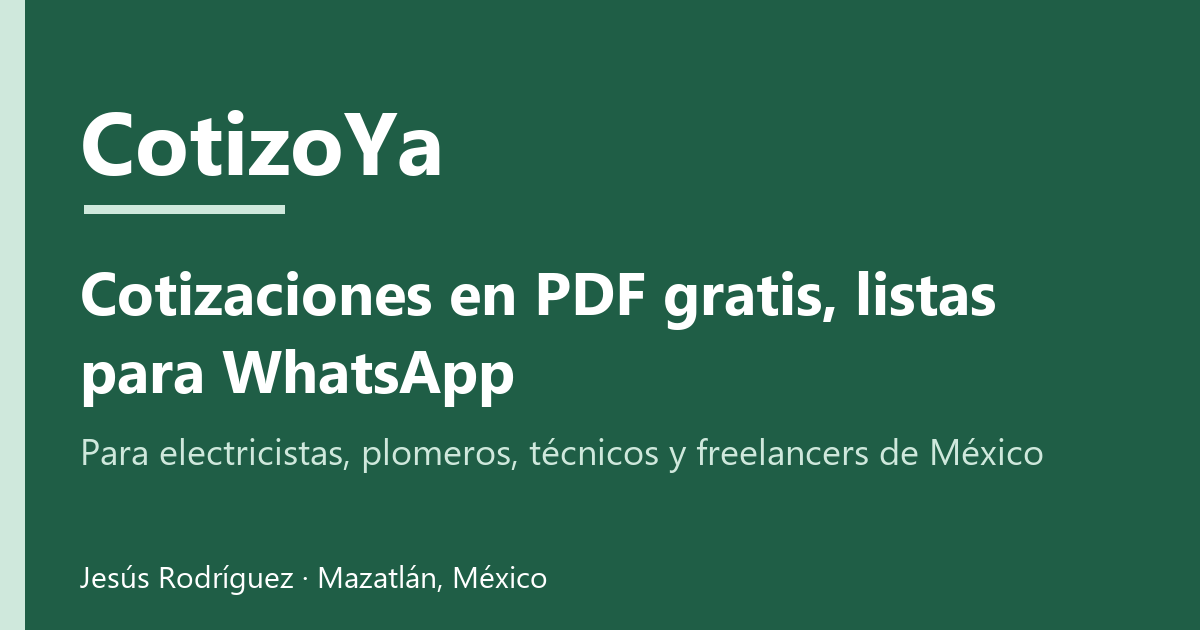 CotizoYa
Cotizaciones en PDF gratis, listas
para WhatsApp
Para electricistas, plomeros, técnicos y freelancers de México
Jesús Rodríguez · Mazatlán, México